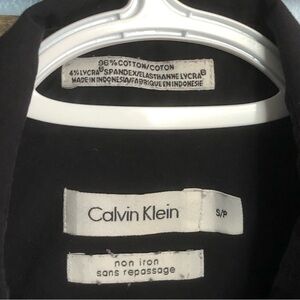 96% COTTON/COTON
4% LYCRA® SPANDEX/ELASTHANNE LYCRA®
MADE IN INDONESIA/FABRIQUE EN INDONESIE
Calvin Klein
S/P
non iron
sans repassage